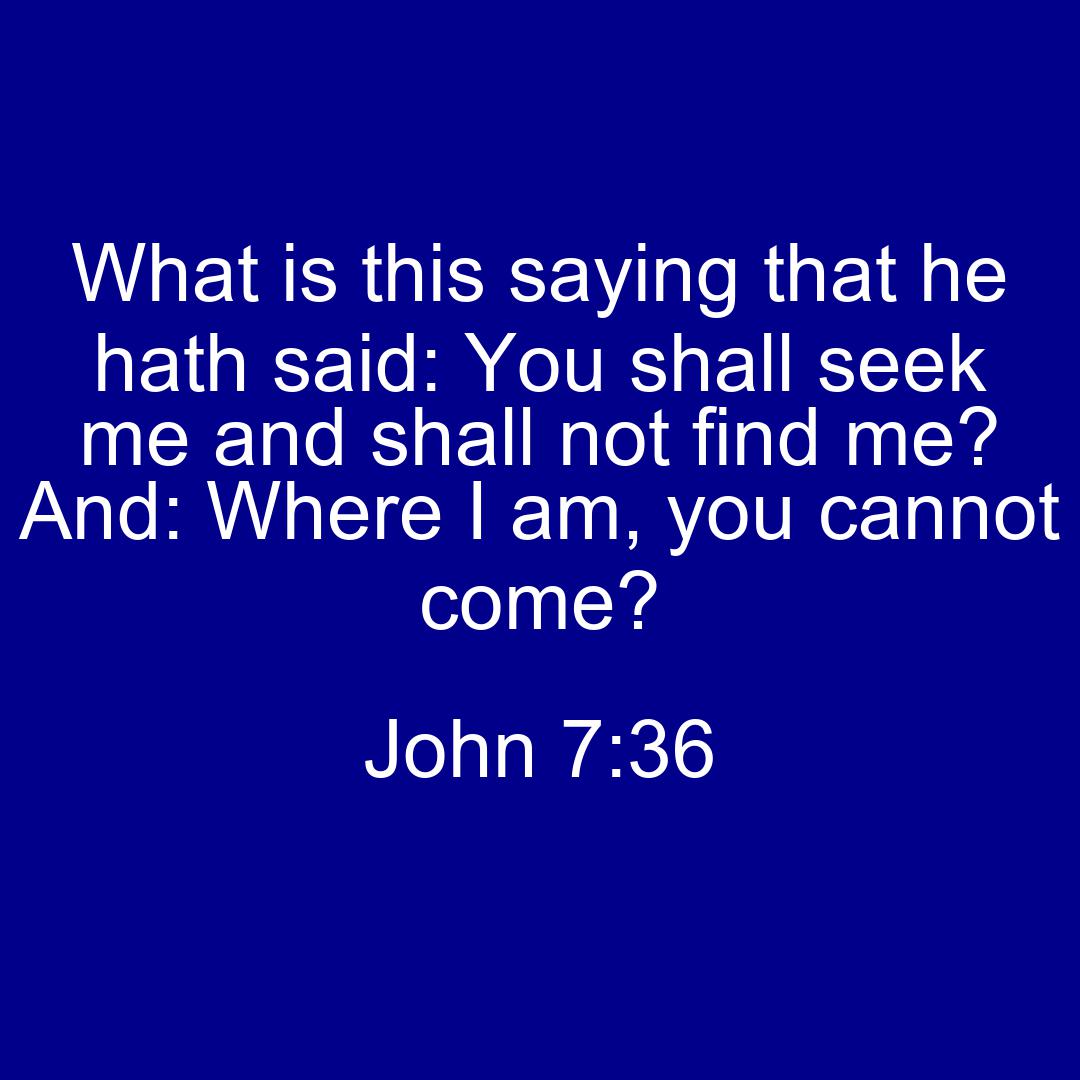 What is this saying that he
hath said: You shall seek
me and shall not find me?
And: Where I am, you cannot
come?
John 7:36